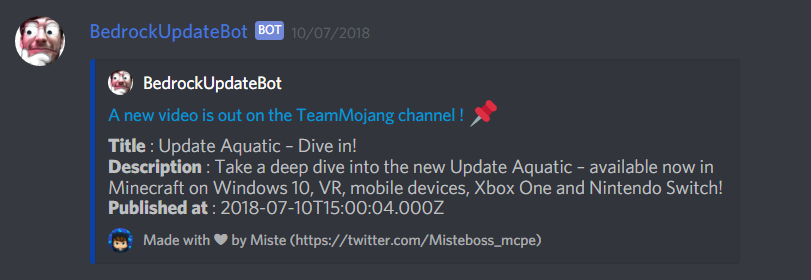 BedrockUpdateBot BOT 10/07/2018
BedrockUpdateBot
A new video is out on the TeamMojang channel ! 📌
Title : Update Aquatic – Dive in!
Description : Take a deep dive into the new Update Aquatic – available now in
Minecraft on Windows 10, VR, mobile devices, Xbox One and Nintendo Switch!
Published at : 2018-07-10T15:00:04.000Z
Made with ❤ by Miste (https://twitter.com/Misteboss_mcpe)